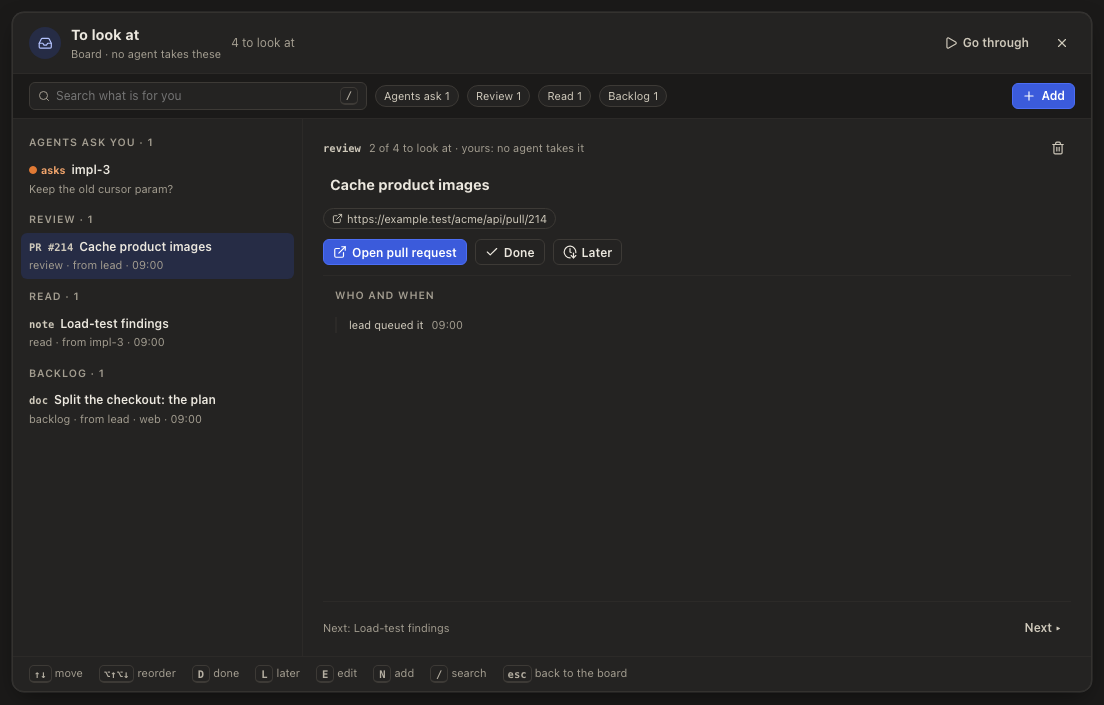 To look at
4 to look at
Board · no agent takes these
Go through
Search what is for you
/
Agents ask 1
Review 1
Read 1
Backlog 1
Add
AGENTS ASK YOU · 1
asks impl-3
Keep the old cursor param?
REVIEW · 1
PR #214 Cache product images
review · from lead · 09:00
READ · 1
note Load-test findings
read · from impl-3 · 09:00
BACKLOG · 1
doc Split the checkout: the plan
backlog · from lead · web · 09:00
review 2 of 4 to look at · yours: no agent takes it
Cache product images
https://example.test/acme/api/pull/214
Open pull request
Done
Later
WHO AND WHEN
lead queued it 09:00
Next: Load-test findings
Next ▸
↑↓ move ⌥↑⌥↓ reorder D done L later E edit N add / search esc back to the board